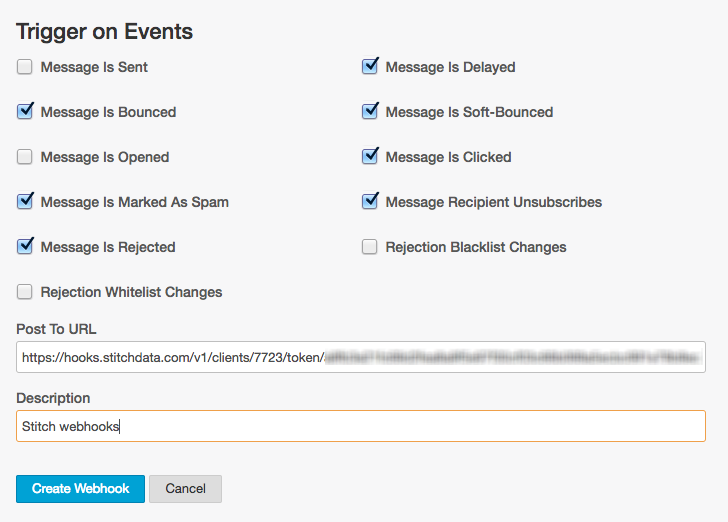 Trigger on Events
Message Is Sent
Message Is Delayed
Message Is Bounced
Message Is Soft-Bounced
Message Is Opened
Message Is Clicked
Message Is Marked As Spam
Message Recipient Unsubscribes
Message Is Rejected
Rejection Blacklist Changes
Rejection Whitelist Changes
Post To URL
https://hooks.stitchdata.com/v1/clients/7723/token/
Description
Stitch webhooks
Create Webhook
Cancel